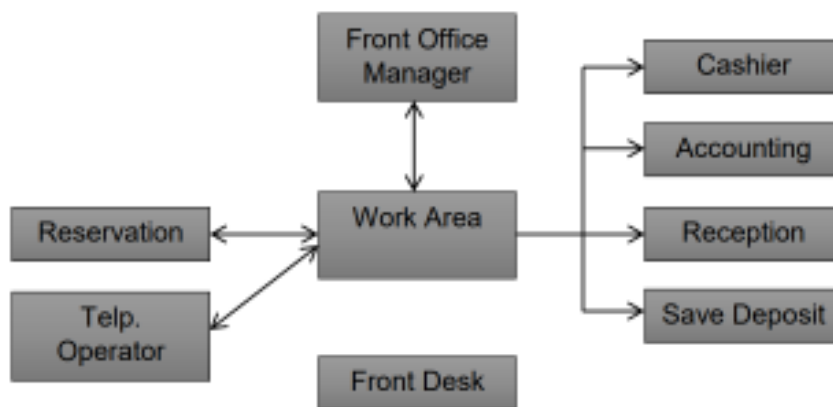 Front Office
Manager
Cashier
Accounting
Work Area
Reservation
Reception
Telp.
Operator
Save Deposit
Front Desk